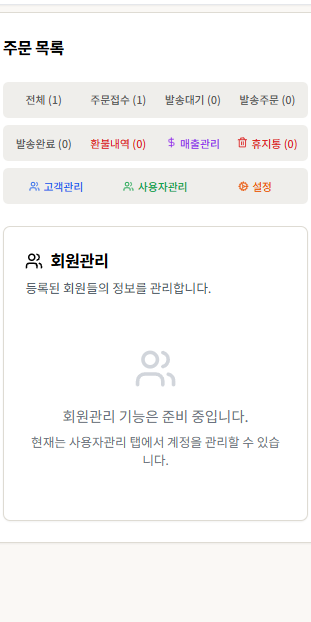 주문 목록
전체 (1) 주문접수 (1) 발송대기 (0) 발송주문 (0)
발송완료 (0) 환불내역 (0) 매출관리 휴지통 (0)
고객관리 사용자관리 설정
회원관리
등록된 회원들의 정보를 관리합니다.
회원관리 기능은 준비 중입니다.
현재는 사용자관리 탭에서 계정을 관리할 수 있습
니다.